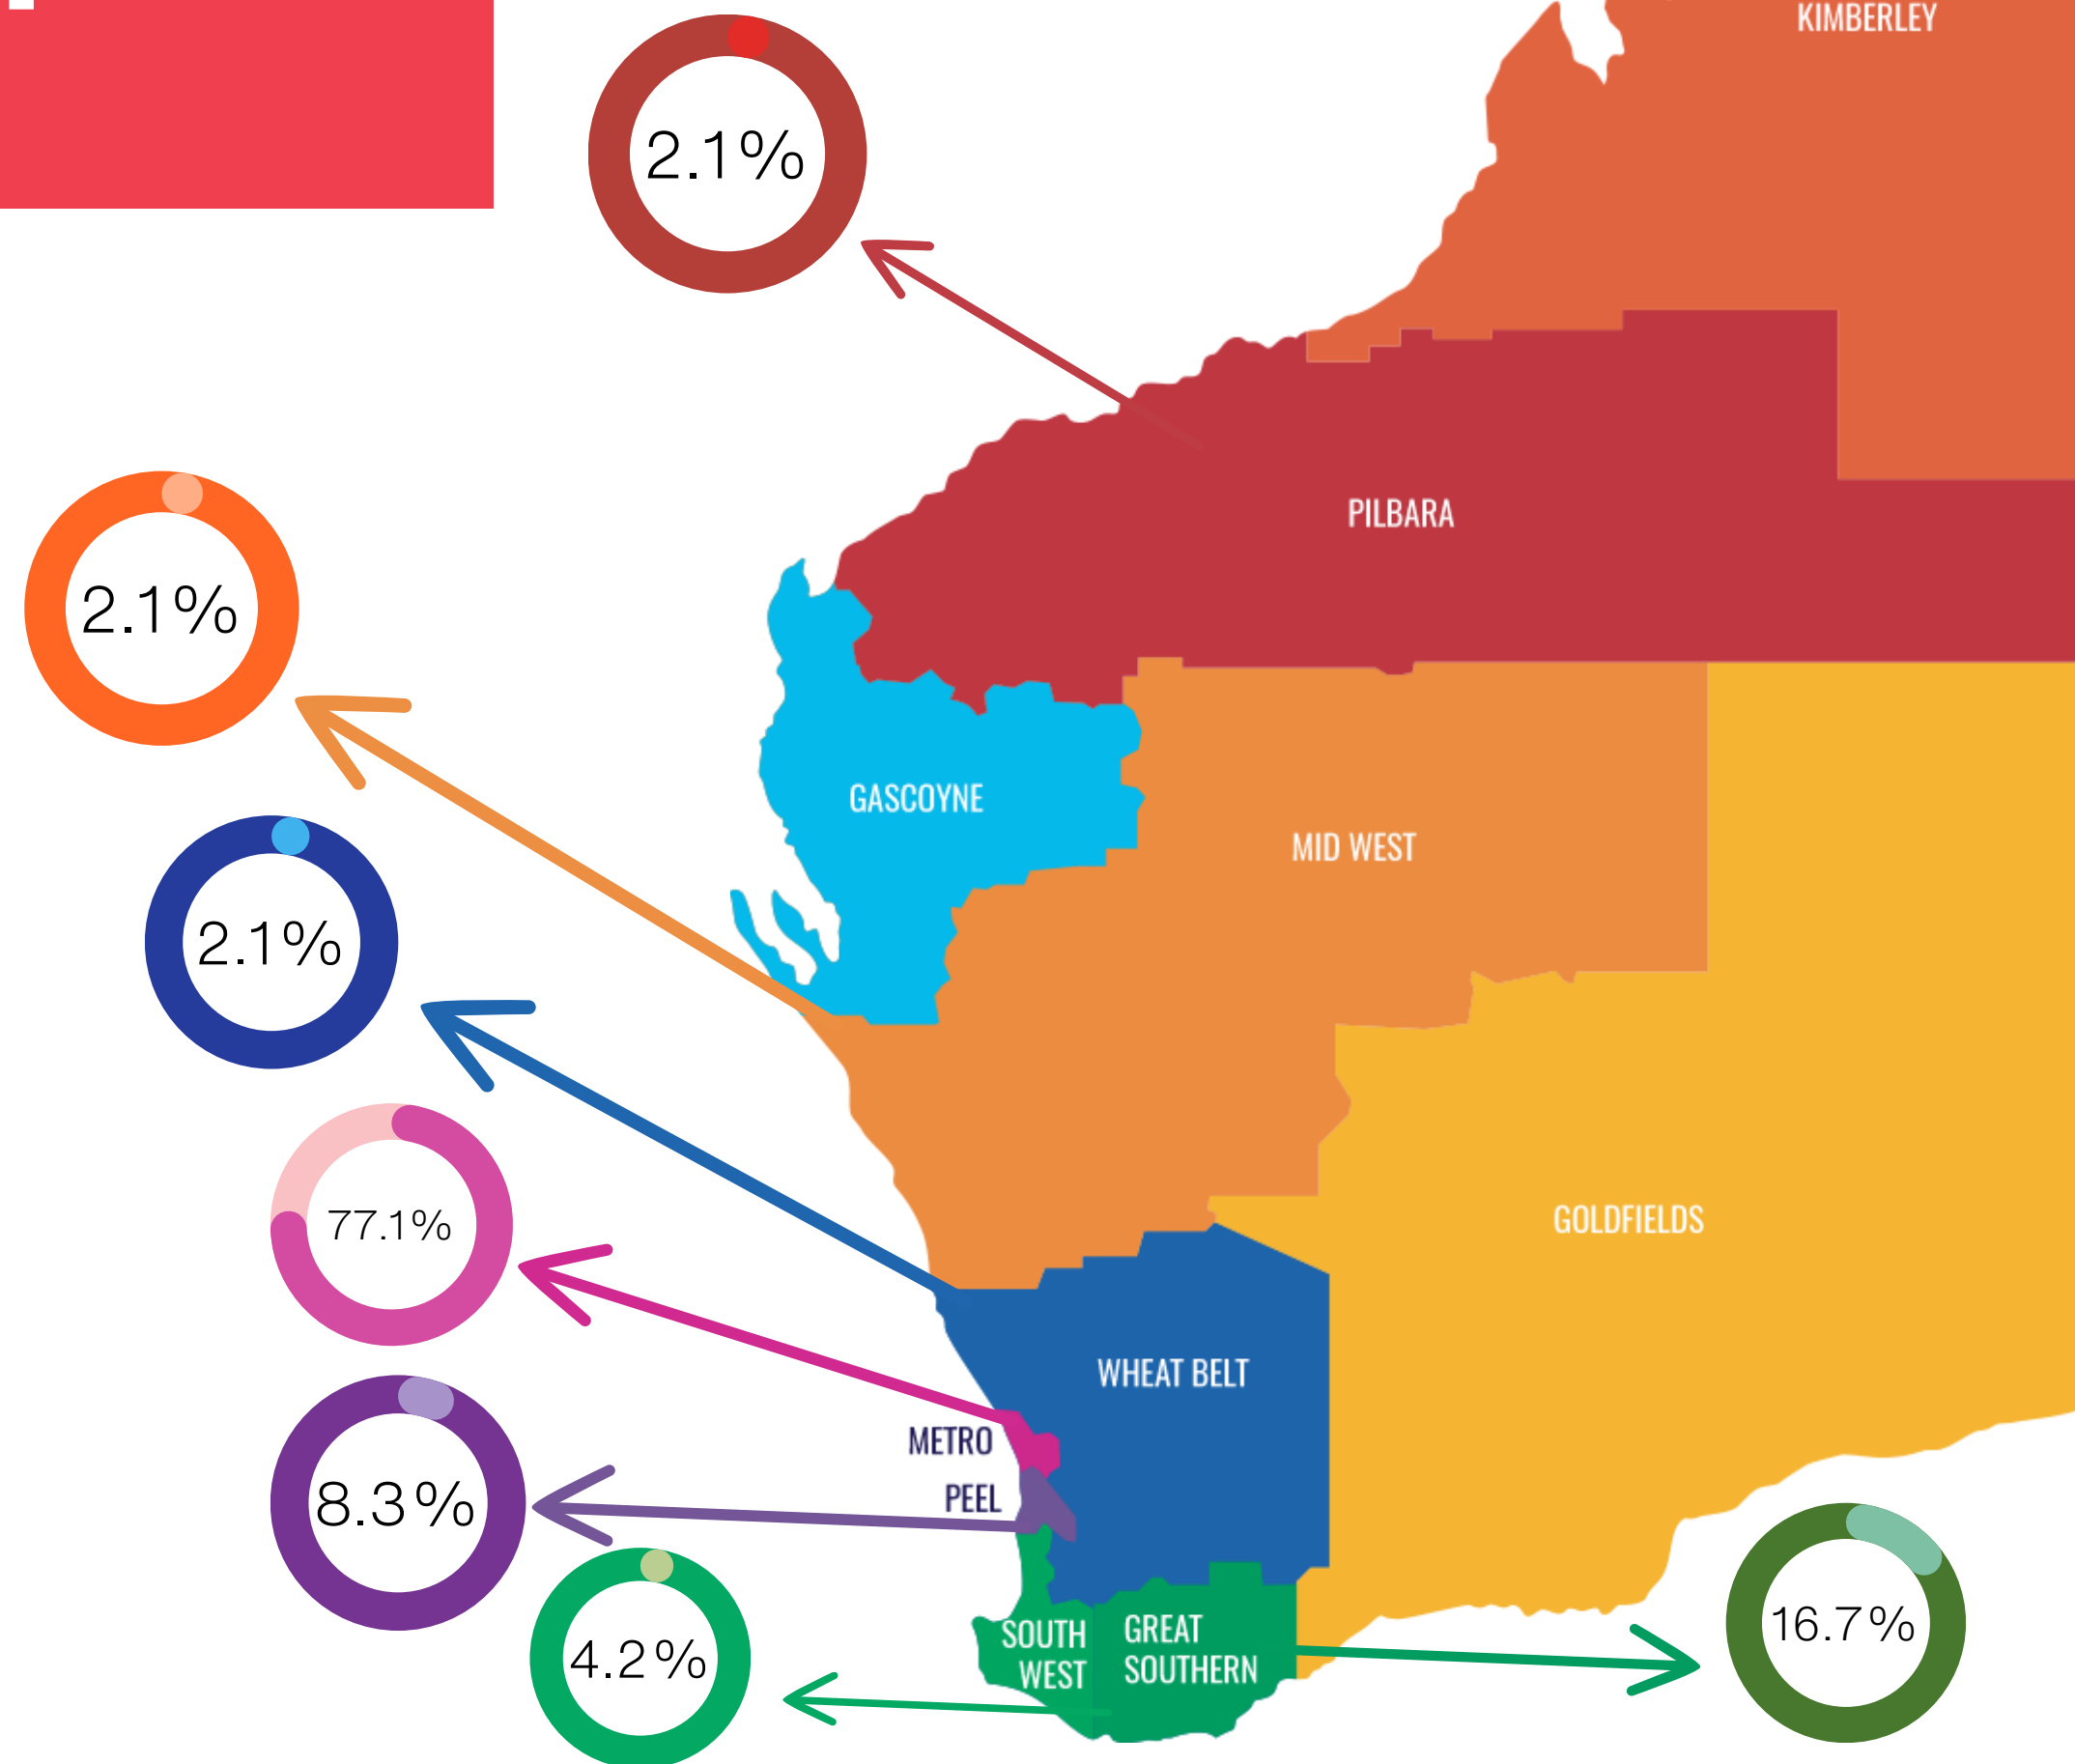 KIMBERLEY
2.1%
PILBARA
2.1%
GASCOYNE
MID WEST
2.1%
77.1%
GOLDFIELDS
WHEAT BELT
METRO
PEEL
8.3%
4.2%
SOUTH
WEST
GREAT
SOUTHERN
16.7%